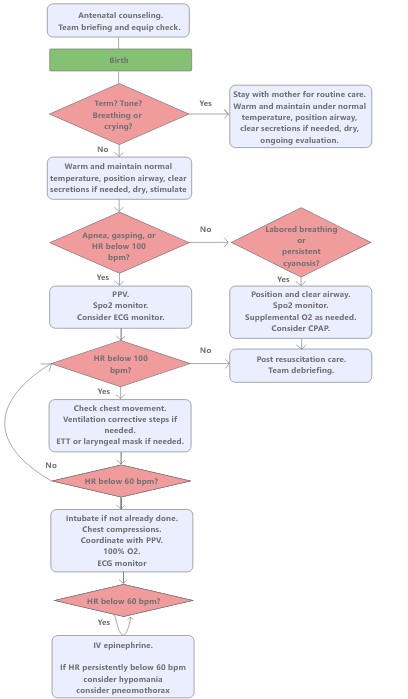 Antenatal counseling.
Team briefing and equip check.
Birth
Term? Tone?
Breathing or
crying?
Yes
Stay with mother for routine care.
Warm and maintain under normal
temperature, position airway,
clear secretions if needed, dry,
ongoing evaluation.
No
Warm and maintain normal
temperature, position airway, clear
secretions if needed, dry, stimulate
Apnea, gasping, or
HR below 100
bpm?
No
Labored breathing
or
persistent
cyanosis?
Yes
Yes
PPV.
Spo2 monitor.
Consider ECG monitor.
Position and clear airway.
Spo2 monitor.
Supplemental O2 as needed.
Consider CPAP.
HR below 100
bpm?
No
Post resuscitation care.
Team debriefing.
Yes
Check chest movement.
Ventilation corrective steps if
needed.
ETT or laryngeal mask if needed.
No
HR below 60 bpm?
Intubate if not already done.
Chest compressions.
Coordinate with PPV.
100% O2.
ECG monitor
HR below 60 bpm?
Yes
IV epinephrine.
If HR persistently below 60 bpm
consider hypomania
consider pneumothorax